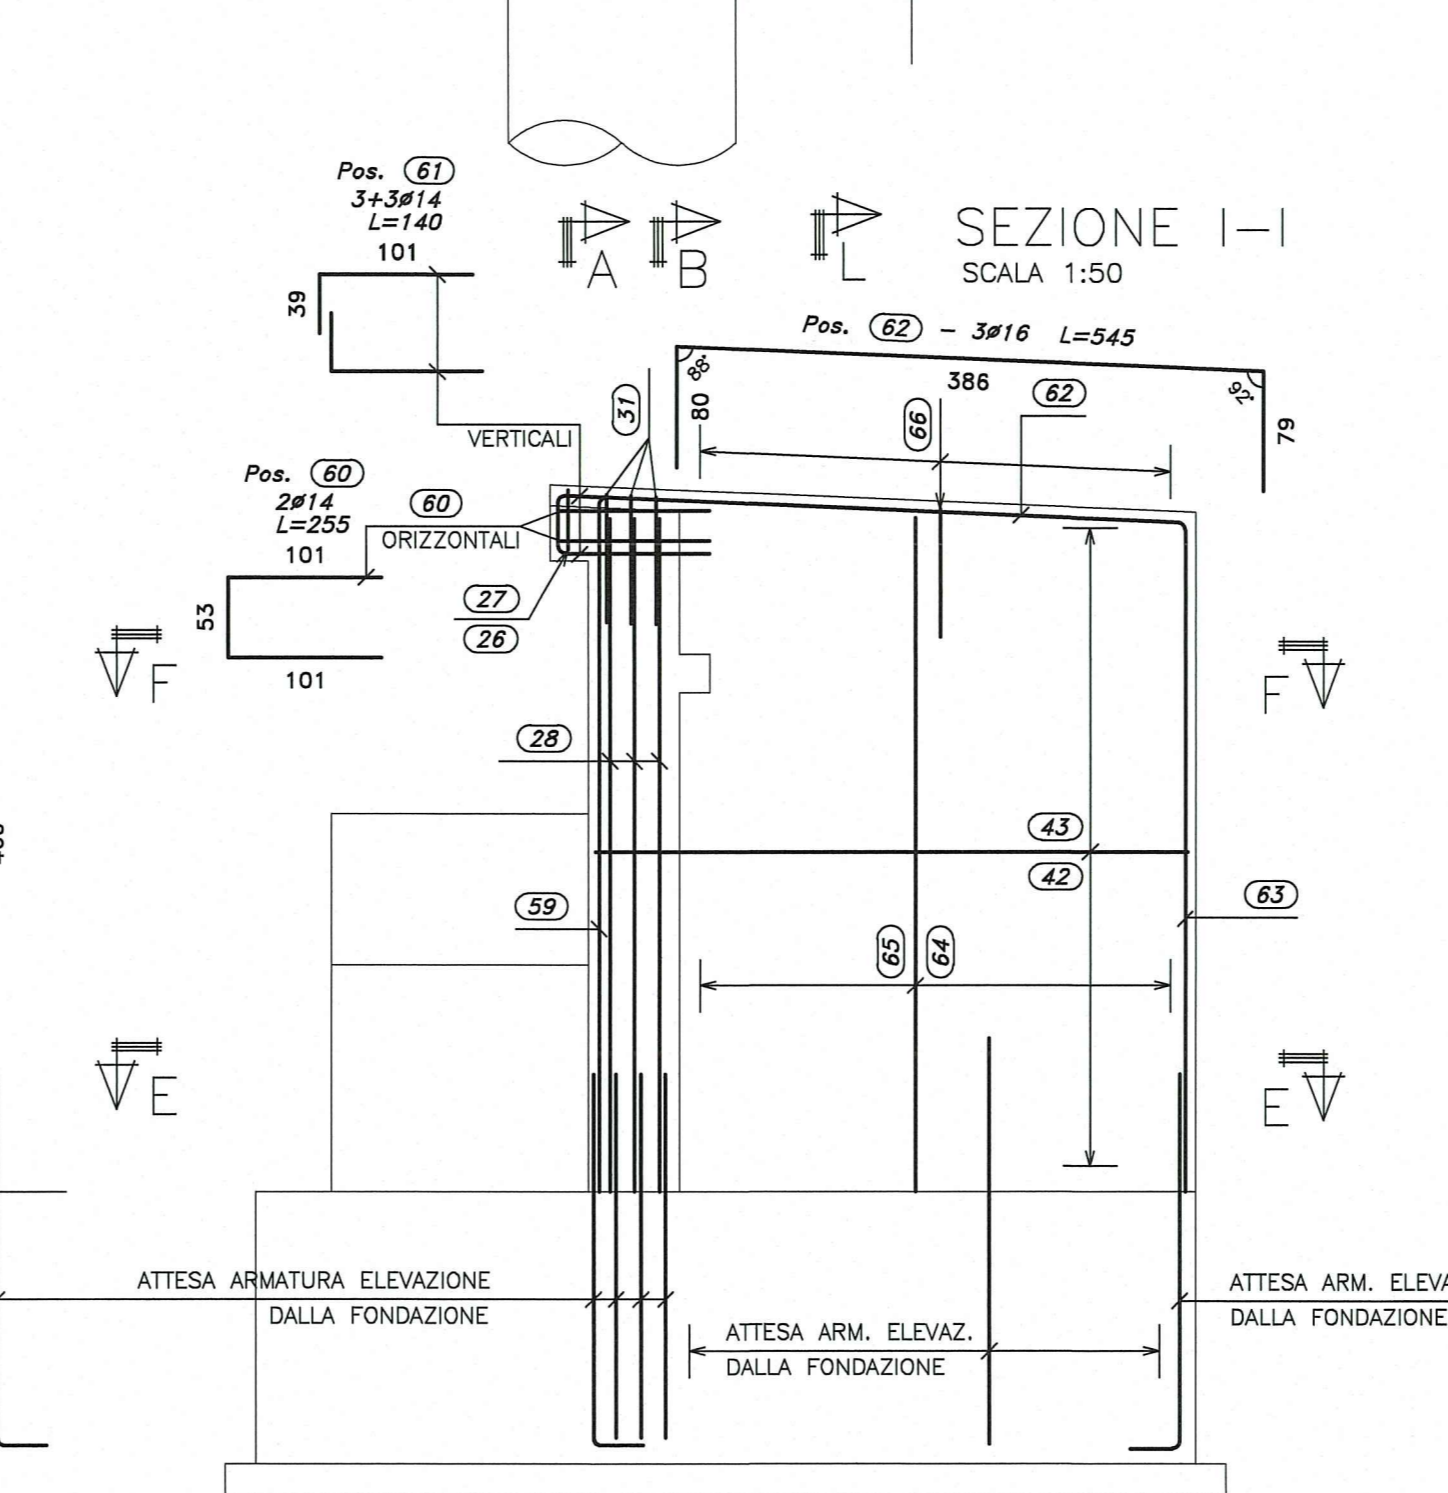 Pos. 61
3+3ø14
L=140
101
39
A
B
L
SEZIONE I-I
SCALA 1:50
Pos. 62 - 3ø16 L=545
88°
386
92°
80
79
31
66
62
VERTICALI
Pos. 60
2ø14
L=255
101
53
101
60
ORIZZONTALI
27
26
F
F
28
43
42
59
63
65
64
E
E
ATTESA ARMATURA ELEVAZIONE
DALLA FONDAZIONE
ATTESA ARM. ELEVAZ.
DALLA FONDAZIONE
ATTESA ARM. ELEVA
DALLA FONDAZIONE